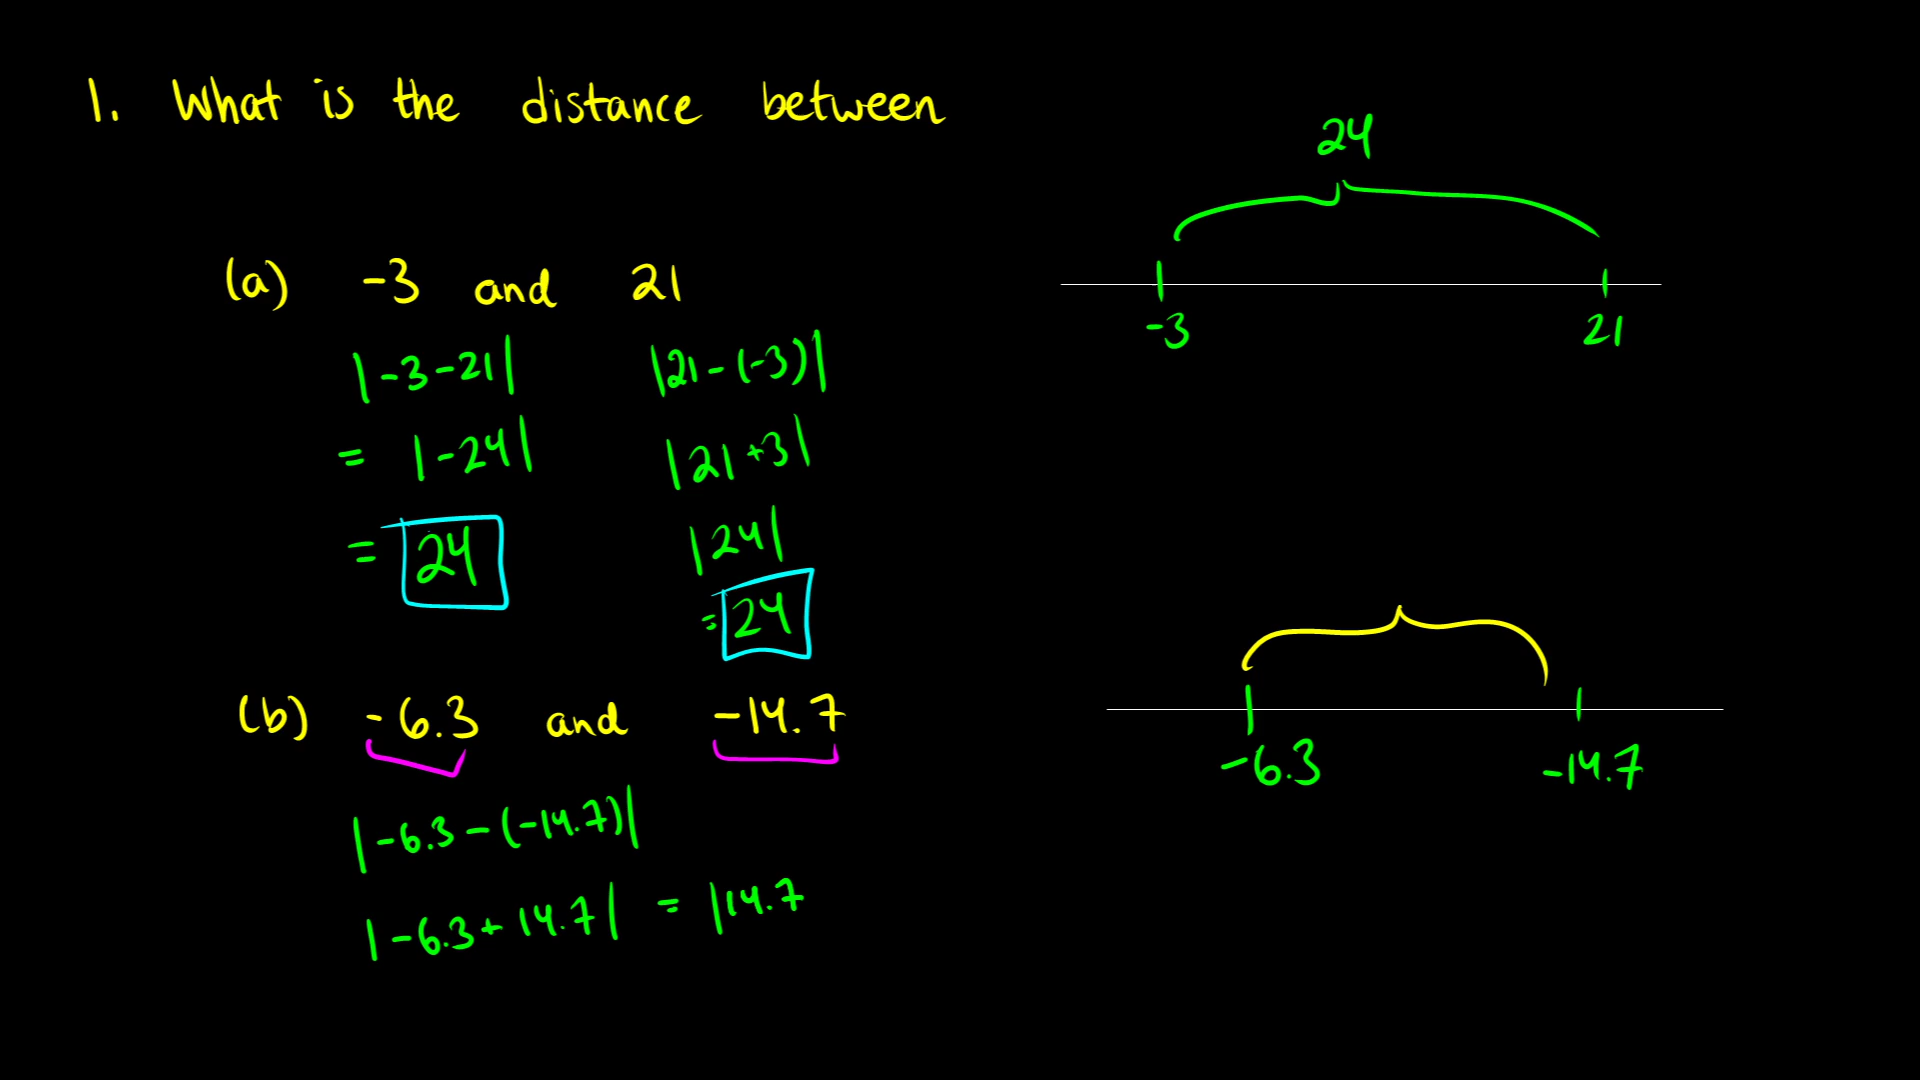 1. What is the distance between
(a) -3 and 21
|-3-21| |21-(-3)|
= |-24| |21+3|
= 24 |24|
= 24
24
-3 21
(b) -6.3 and -14.7
|-6.3-(-14.7)|
|-6.3+14.7| = |14.7
-6.3 -14.7